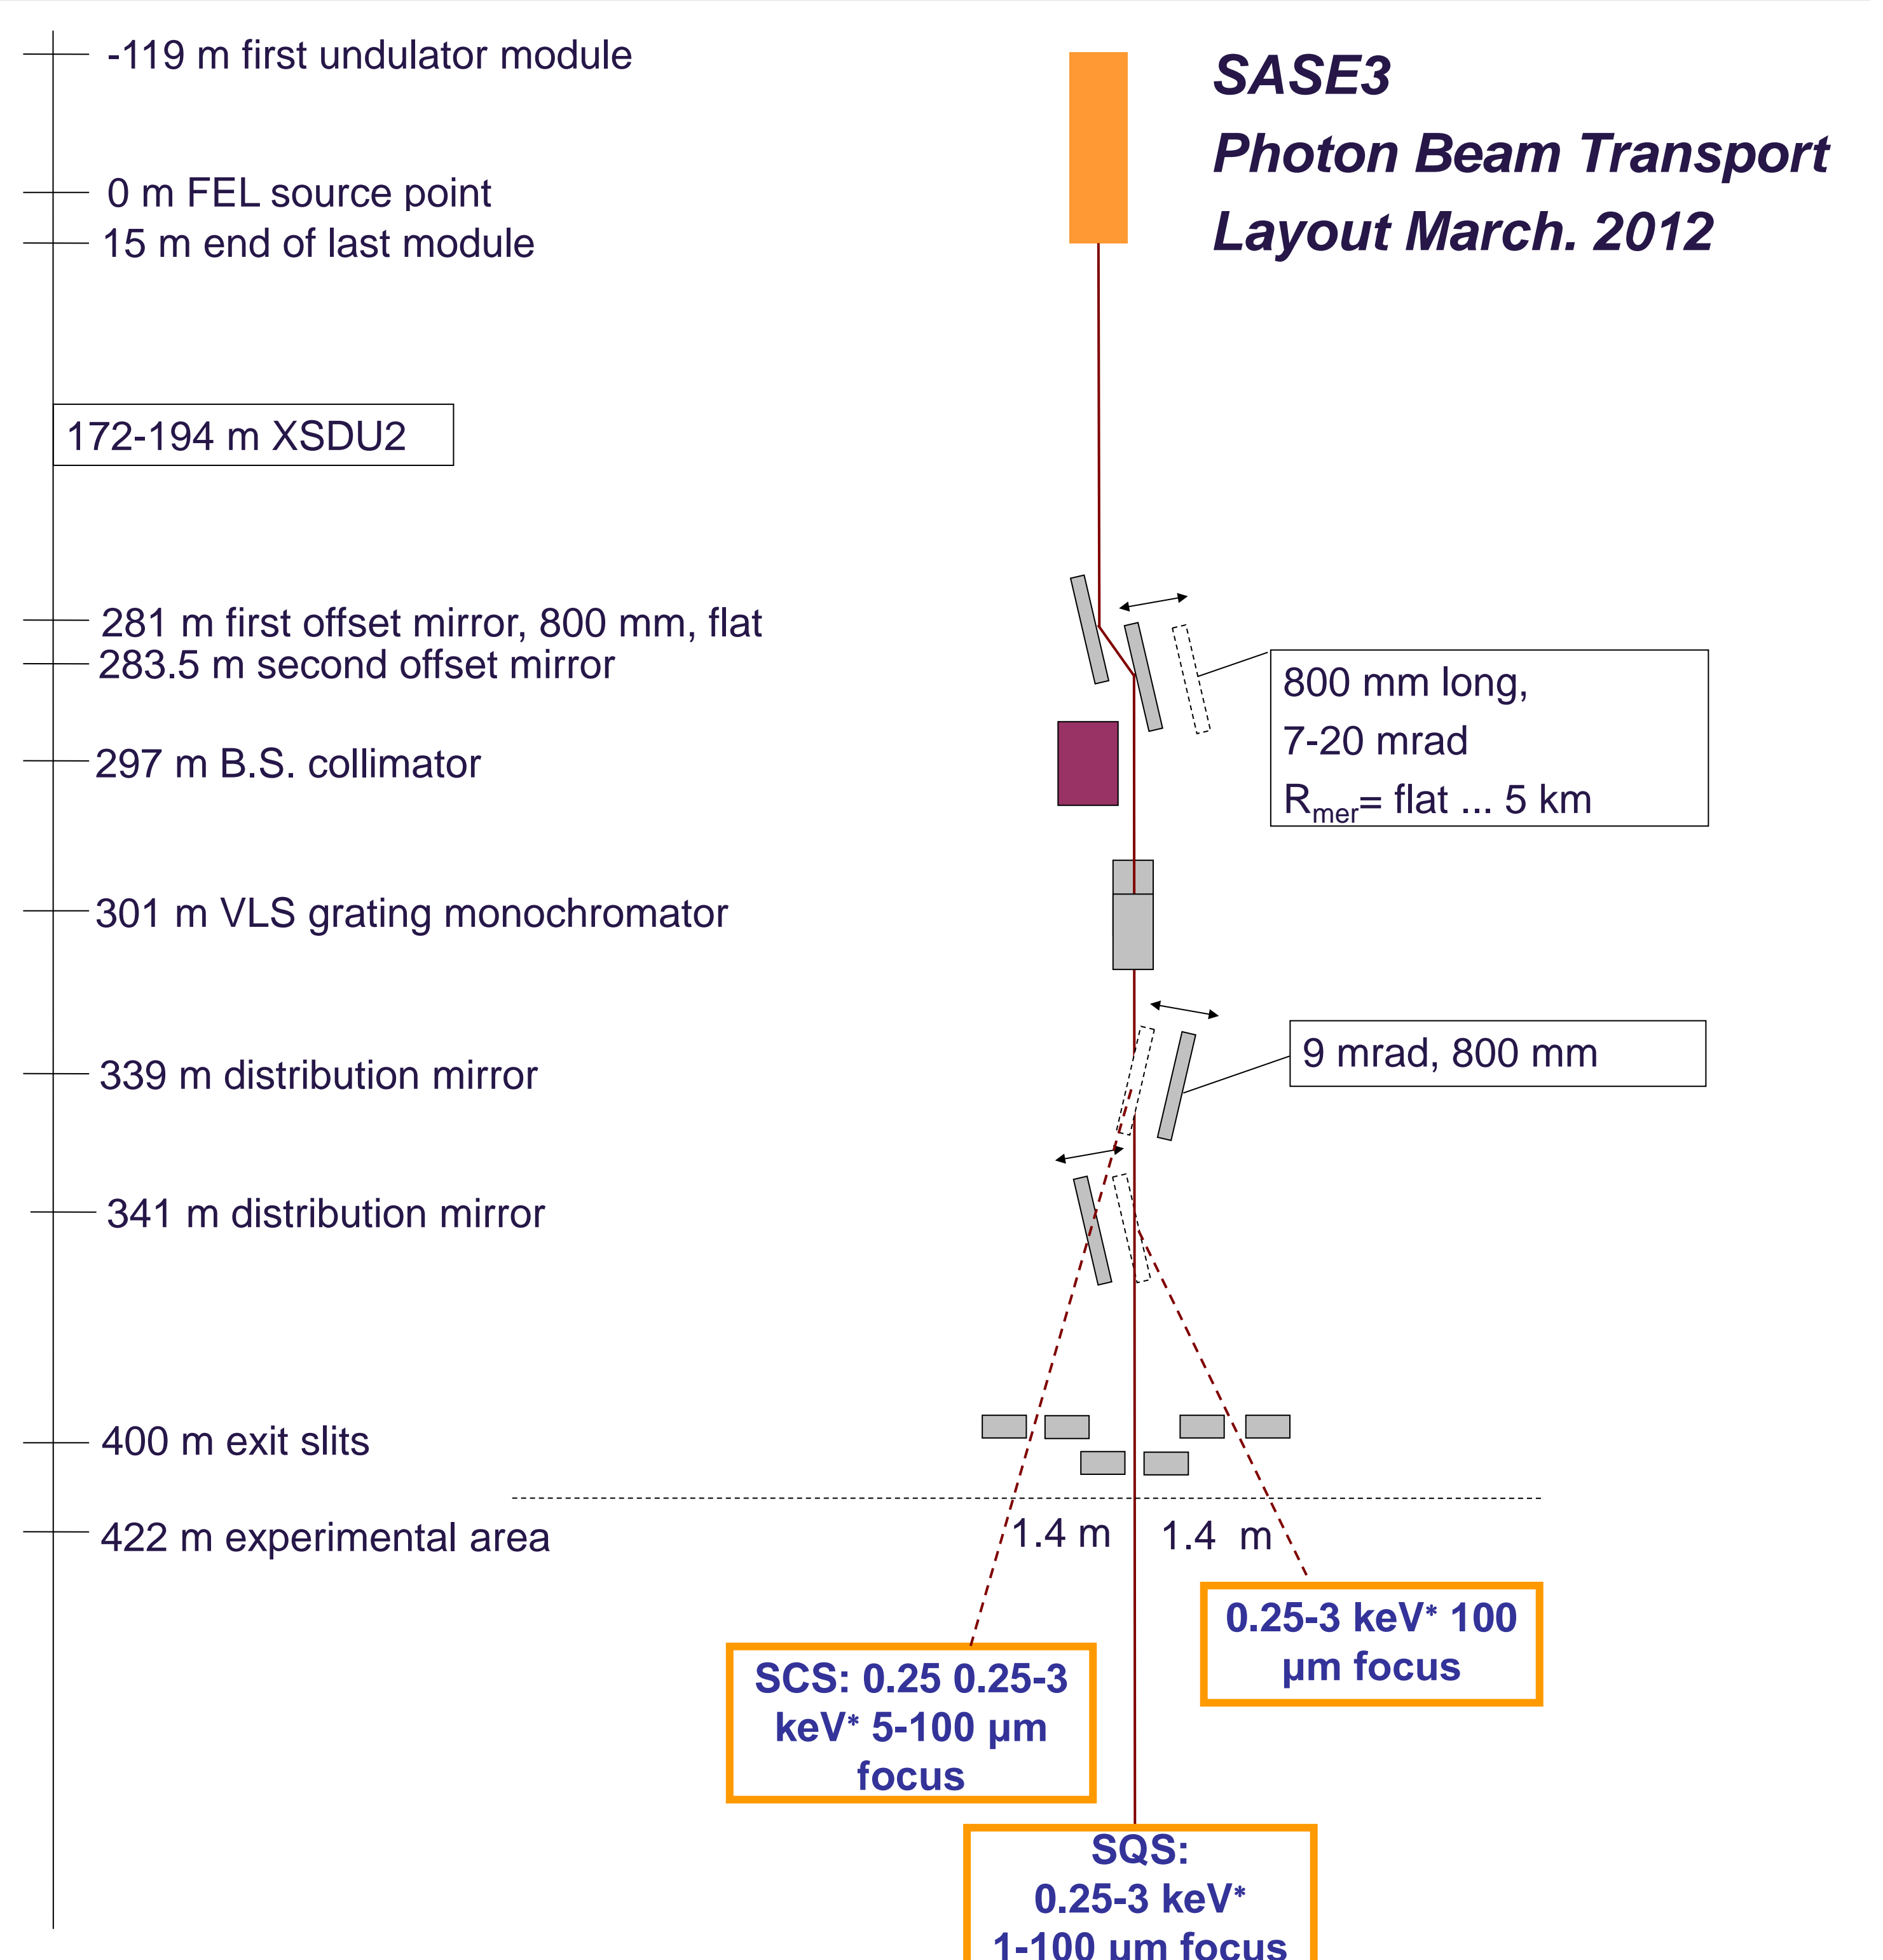 -119 m first undulator module
SASE3
Photon Beam Transport
Layout March. 2012
0 m FEL source point
15 m end of last module
172-194 m XSDU2
281 m first offset mirror, 800 mm, flat
283.5 m second offset mirror
800 mm long,
7-20 mrad
Rmer= flat ... 5 km
297 m B.S. collimator
301 m VLS grating monochromator
339 m distribution mirror
9 mrad, 800 mm
341 m distribution mirror
400 m exit slits
422 m experimental area
1.4 m
1.4 m
0.25-3 keV* 100
µm focus
SCS: 0.25 0.25-3
keV* 5-100 µm
focus
SQS:
0.25-3 keV*
1-100 µm focus